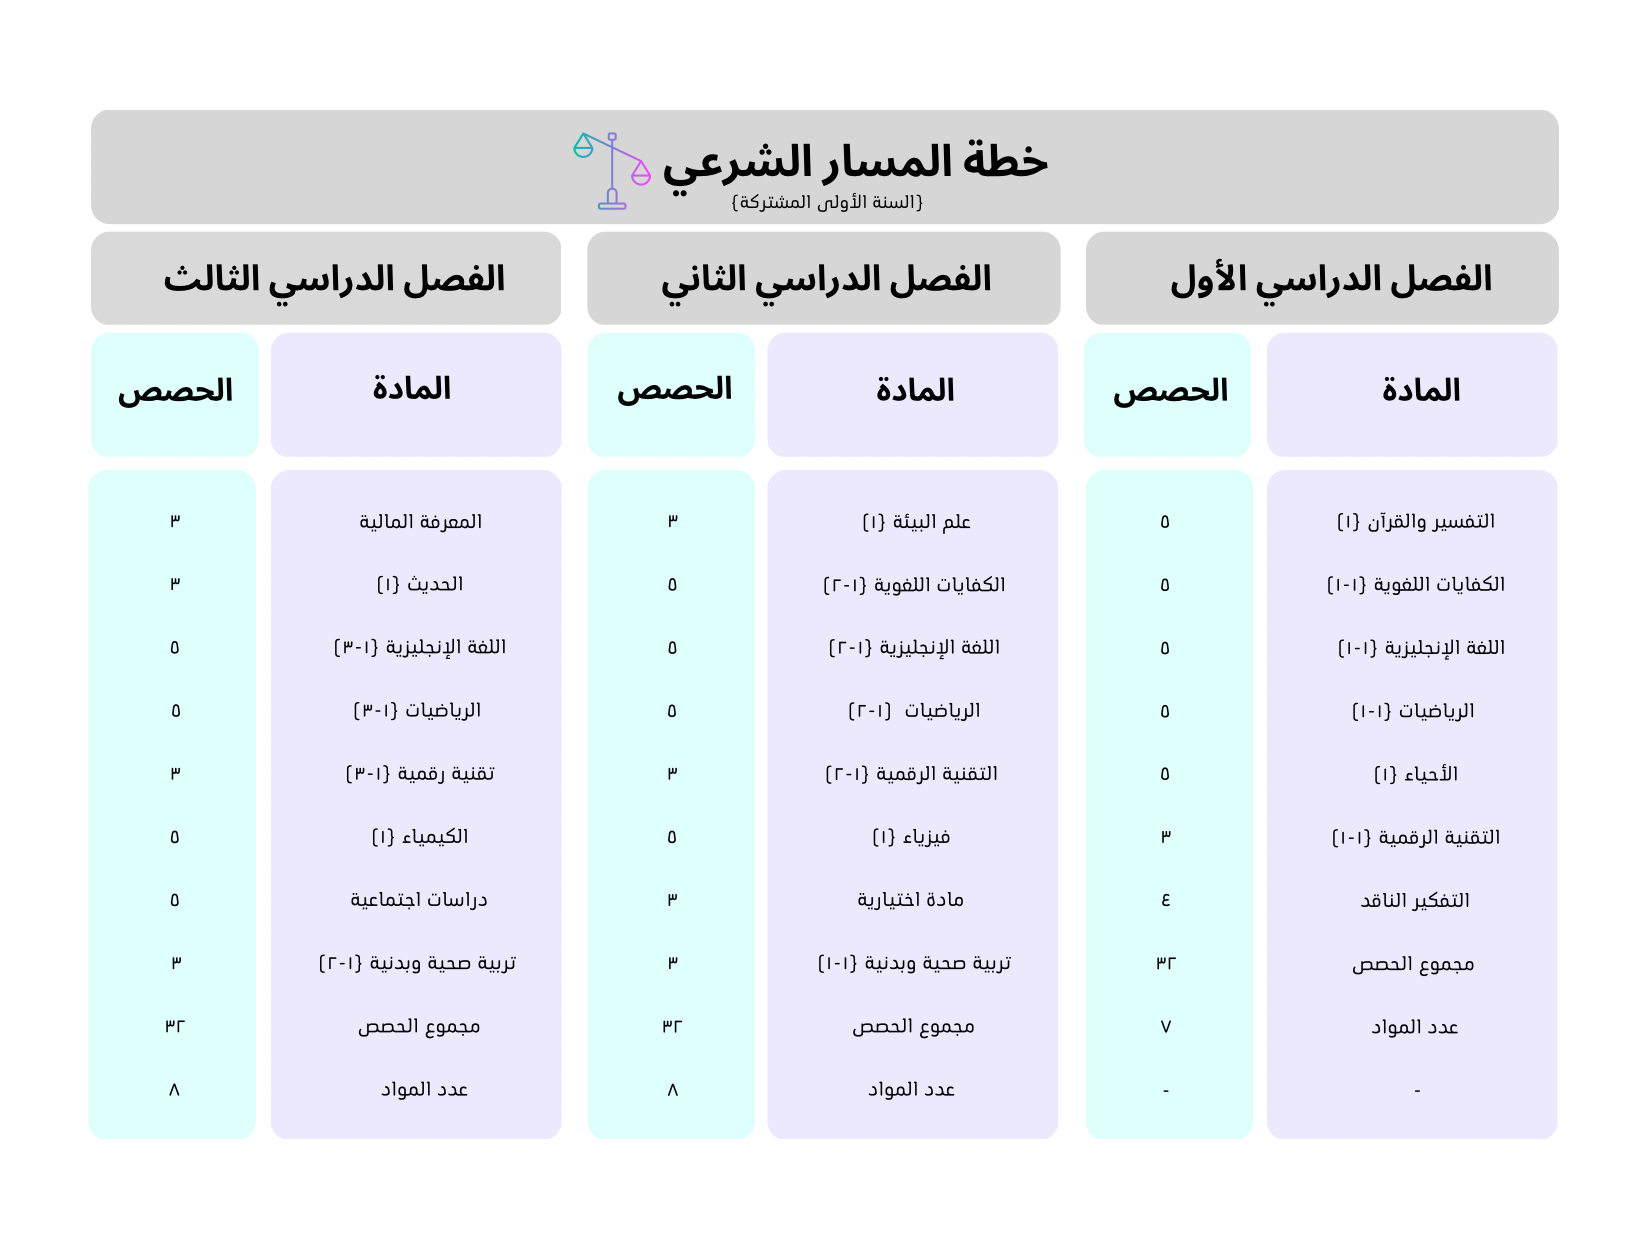 خطة المسار الشرعي
{السنة الأولى المشتركة}
الفصل الدراسي الأول
المادة الحصص
التفسير والقرآن {١} ٥
الكفايات اللغوية {١-١} ٥
اللغة الإنجليزية {١-١} ٥
الرياضيات {١-١} ٥
الأحياء {١} ٥
التقنية الرقمية {١-١} ٣
التفكير الناقد ٤
مجموع الحصص ٣٢
عدد المواد ٧
- -
الفصل الدراسي الثاني
المادة الحصص
علم البيئة {١} ٣
الكفايات اللغوية {١-٢} ٥
اللغة الإنجليزية {١-٢} ٥
الرياضيات {١-٢} ٥
التقنية الرقمية {١-٢} ٣
فيزياء {١} ٥
مادة اختيارية ٣
تربية صحية وبدنية {١-١} ٣
مجموع الحصص ٣٢
عدد المواد ٨
الفصل الدراسي الثالث
المادة الحصص
المعرفة المالية ٣
الحديث {١} ٣
اللغة الإنجليزية {١-٣} ٥
الرياضيات {١-٣} ٥
تقنية رقمية {١-٣} ٣
الكيمياء {١} ٥
دراسات اجتماعية ٥
تربية صحية وبدنية {١-٢} ٣
مجموع الحصص ٣٢
عدد المواد ٨